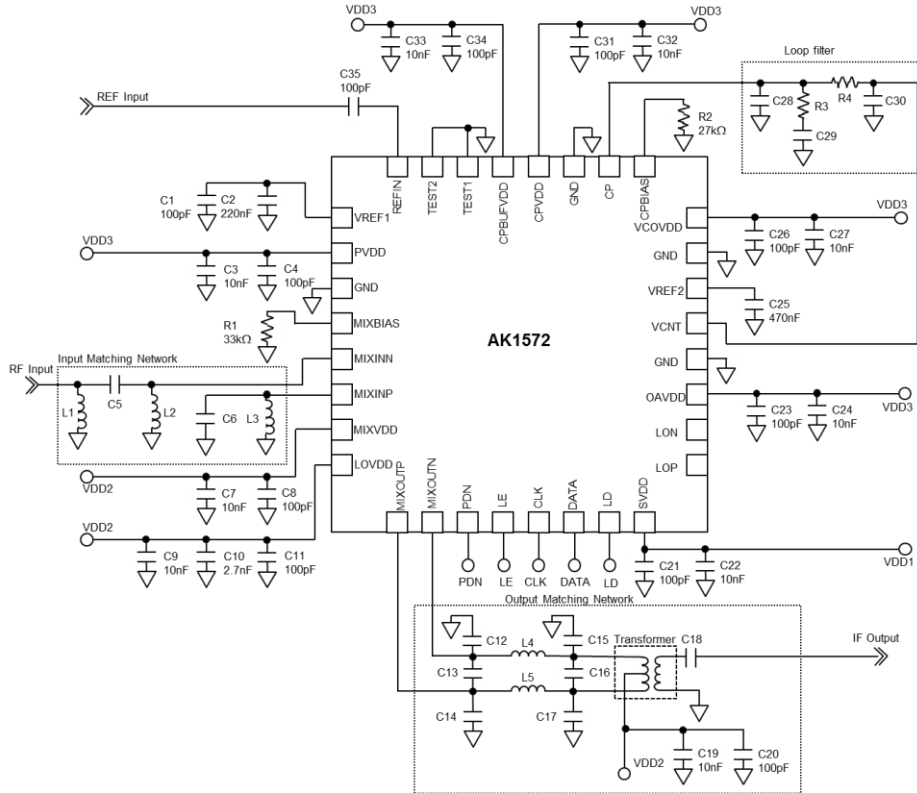 VDD3
C33
10nF
C34
100pF
C31
100pF
C32
10nF
VDD3
Loop filter
C35
100pF
REF Input
R2
27kΩ
C28
R3
R4
C30
C29
REFIN
TEST2
TEST1
CPBUFVDD
CPVDD
GND
CP
CPBIAS
C1
100pF
C2
220nF
VREF1
VCOVDD
VDD3
C26
100pF
C27
10nF
VDD3
PVDD
GND
C3
10nF
C4
100pF
GND
VREF2
C25
470nF
R1
33kΩ
MIXBIAS
AK1572
VCNT
Input Matching Network
RF Input
MIXINN
GND
L1
C5
L2
C6
L3
MIXINP
OAVDD
VDD3
C23
100pF
C24
10nF
MIXVDD
LON
VDD2
LOVDD
LOP
C7
10nF
C8
100pF
MIXOUTP
MIXOUTN
PDN
LE
CLK
DATA
LD
SVDD
VDD2
C9
10nF
C10
2.7nF
C11
100pF
PDN
LE
CLK
DATA
LD
C21
100pF
C22
10nF
VDD1
Output Matching Network
C12
L4
C15
Transformer
C18
IF Output
C13
C16
L5
C14
C17
VDD2
C19
10nF
C20
100pF